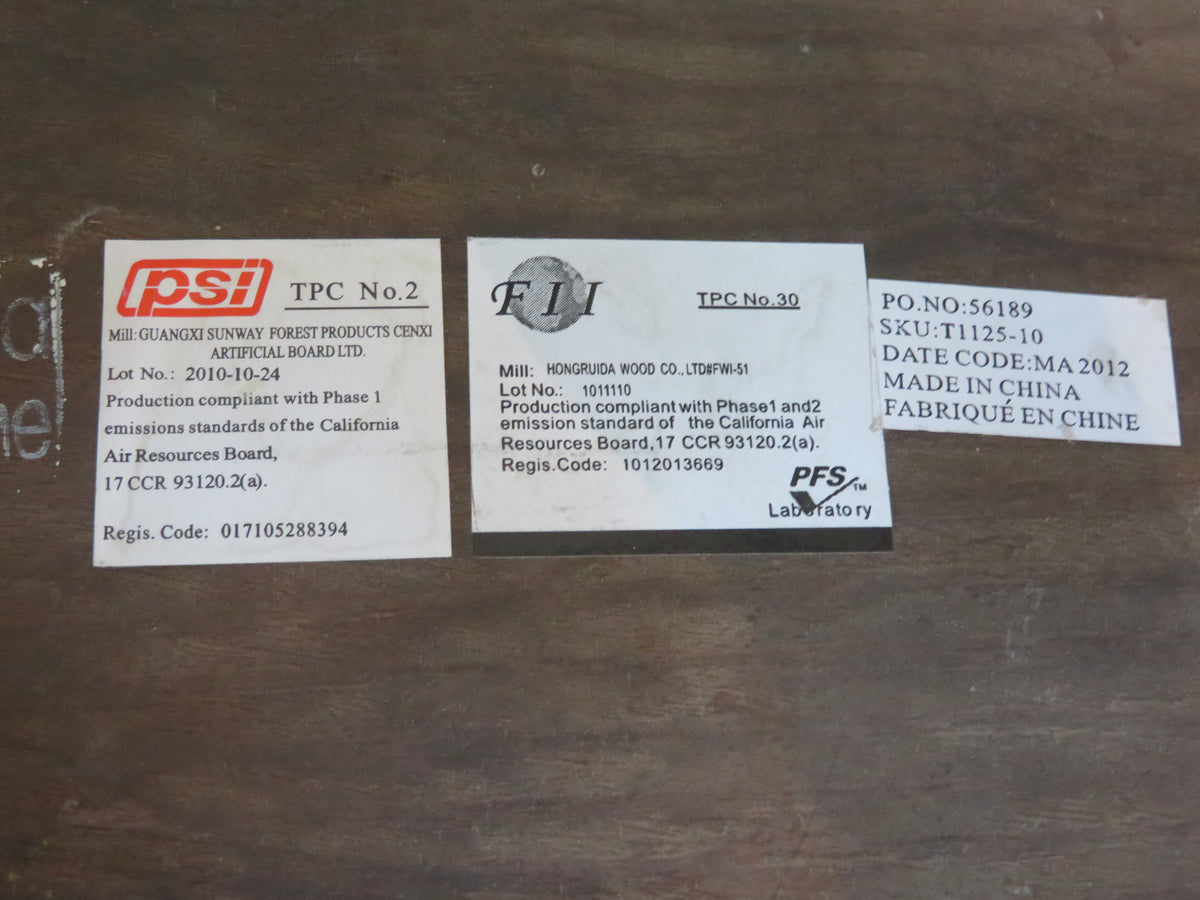 psi TPC No.2
Mill: GUANGXI SUNWAY FOREST PRODUCTS CENXI
ARTIFICIAL BOARD LTD.
Lot No.: 2010-10-24
Production compliant with Phase 1
emissions standards of the California
Air Resources Board,
17 CCR 93120.2(a).
Regis. Code: 017105288394
FII TPC No.30
Mill: HONGRUIDA WOOD CO.,LTD#FWI-51
Lot No.: 1011110
Production compliant with Phase1 and2
emission standard of the California Air
Resources Board,17 CCR 93120.2(a).
Regis.Code: 1012013669
PFS TM
Laboratory
PO.NO:56189
SKU:T1125-10
DATE CODE:MA 2012
MADE IN CHINA
FABRIQUÉ EN CHINE